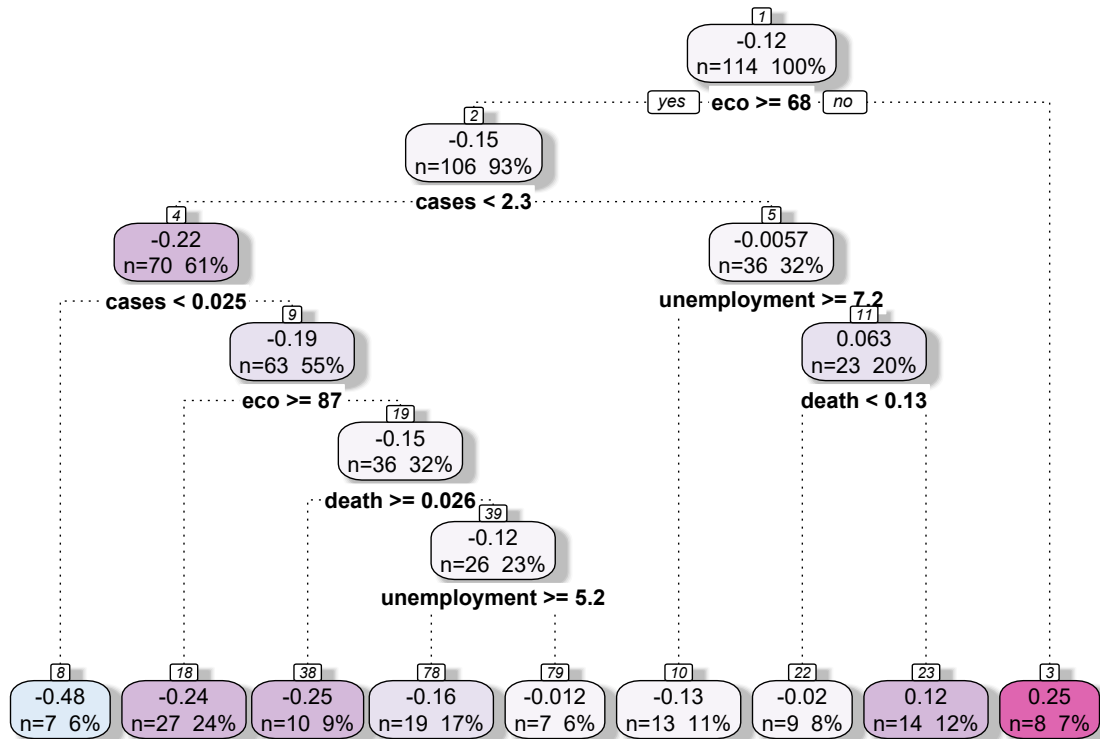 1
-0.12
n=114 100%
yes eco >= 68 no
2
-0.15
n=106 93%
cases < 2.3
4
-0.22
n=70 61%
5
-0.0057
n=36 32%
cases < 0.025
unemployment >= 7.2
9
-0.19
n=63 55%
11
0.063
n=23 20%
eco >= 87
death < 0.13
19
-0.15
n=36 32%
death >= 0.026
39
-0.12
n=26 23%
unemployment >= 5.2
8
-0.48
n=7 6%
18
-0.24
n=27 24%
38
-0.25
n=10 9%
78
-0.16
n=19 17%
79
-0.012
n=7 6%
10
-0.13
n=13 11%
22
-0.02
n=9 8%
23
0.12
n=14 12%
3
0.25
n=8 7%